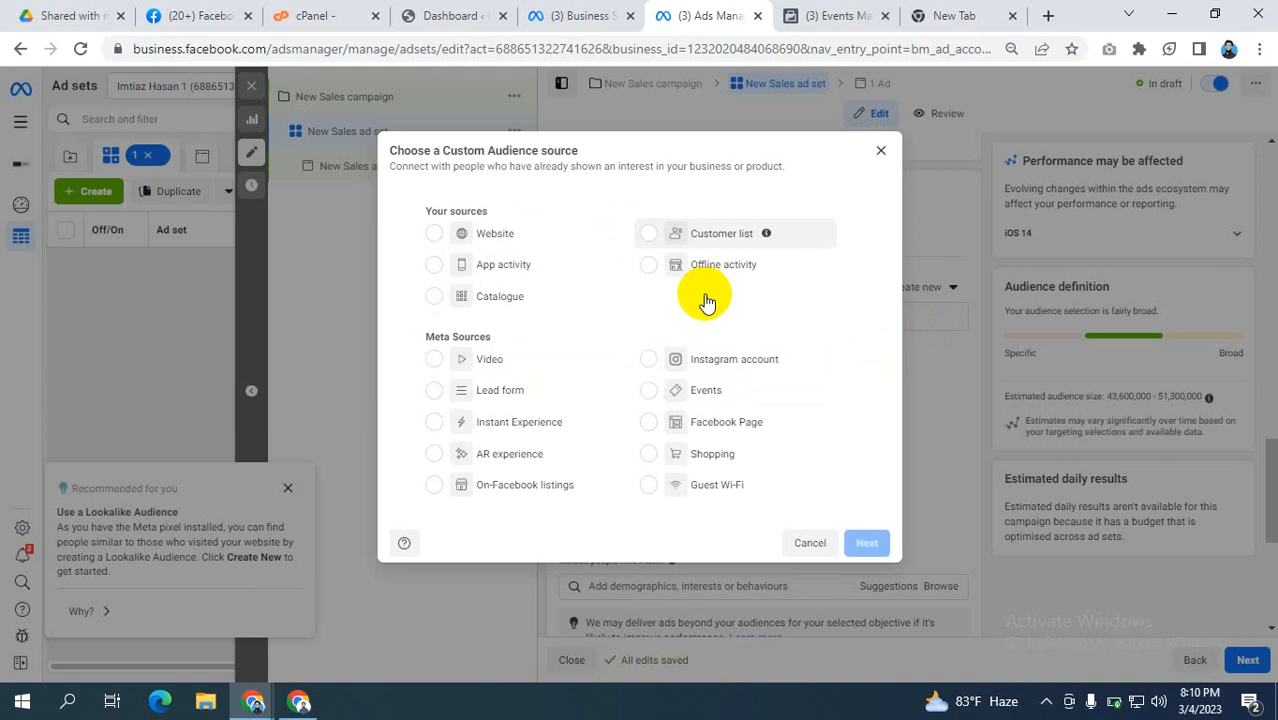 Shared with m
(20+) Facebo
cPanel -
Dashboard ‹
(3) Business S
(3) Ads Mana
(3) Events Ma
New Tab
business.facebook.com/adsmanager/manage/adsets/edit?act=688651322741626&business_id=123202048406869&nav_entry_point=bm_ad_acco...
Ad sets
Imtiaz Hasan 1 (6886513
Search and filter
1
Create
Duplicate
Off/On
Ad set
New Sales campaign
New Sales ad se
New Sales a
New Sales campaign
New Sales ad set
1 Ad
In draft
Edit
Review
Choose a Custom Audience source
Connect with people who have already shown an interest in your business or product.
Your sources
Website
Customer list
App activity
Offline activity
Catalogue
Meta Sources
Video
Instagram account
Lead form
Events
Instant Experience
Facebook Page
AR experience
Shopping
On-Facebook listings
Guest Wi-Fi
Cancel
Next
eate new
Add demographics, interests or behaviours
Suggestions
Browse
We may deliver ads beyond your audiences for your selected objective if it's
Close
All edits saved
Back
Next
Performance may be affected
Evolving changes within the ads ecosystem may
affect your performance or reporting.
iOS 14
Audience definition
Your audience selection is fairly broad.
Specific
Broad
Estimated audience size: 43,600,000 - 51,300,000
Estimates may vary significantly over time based on
your targeting selections and available data.
Estimated daily results
Estimated daily results aren't available for this
campaign because it has a budget that is
optimised across ad sets.
Activate Windows
Recommended for you
Use a Lookalike Audience
As you have the Meta pixel installed, you can find
people similar to those who visited your website by
creating a Lookalike Audience. Click Create New to
get started.
Why?
3
83°F Haze
8:10 PM
3/4/2023
2